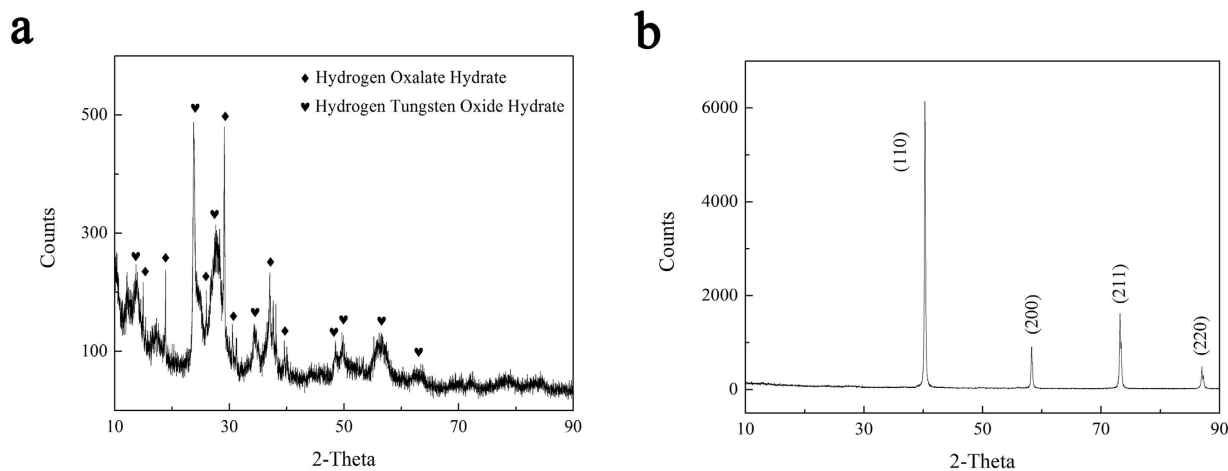 a
500
300
100
Counts
10
30
50
70
90
2-Theta
♦ Hydrogen Oxalate Hydrate
♥ Hydrogen Tungsten Oxide Hydrate
b
6000
4000
2000
0
Counts
10
30
50
70
90
2-Theta
(110)
(200)
(211)
(220)